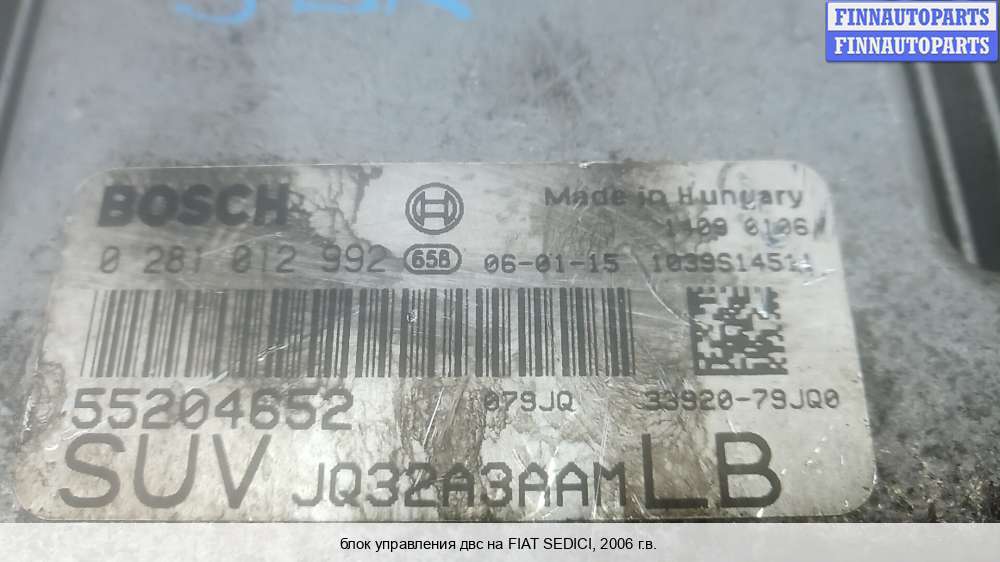 FINNAUTOPARTS
FINNAUTOPARTS
BOSCH
Made in Hungary
1409 0106
0 281 012 992 658 06-01-15 1039S14511
55204652 079JQ 33920-79JQ0
SUV JQ32A3AAM LB
блок управления двс на FIAT SEDICI, 2006 г.в.